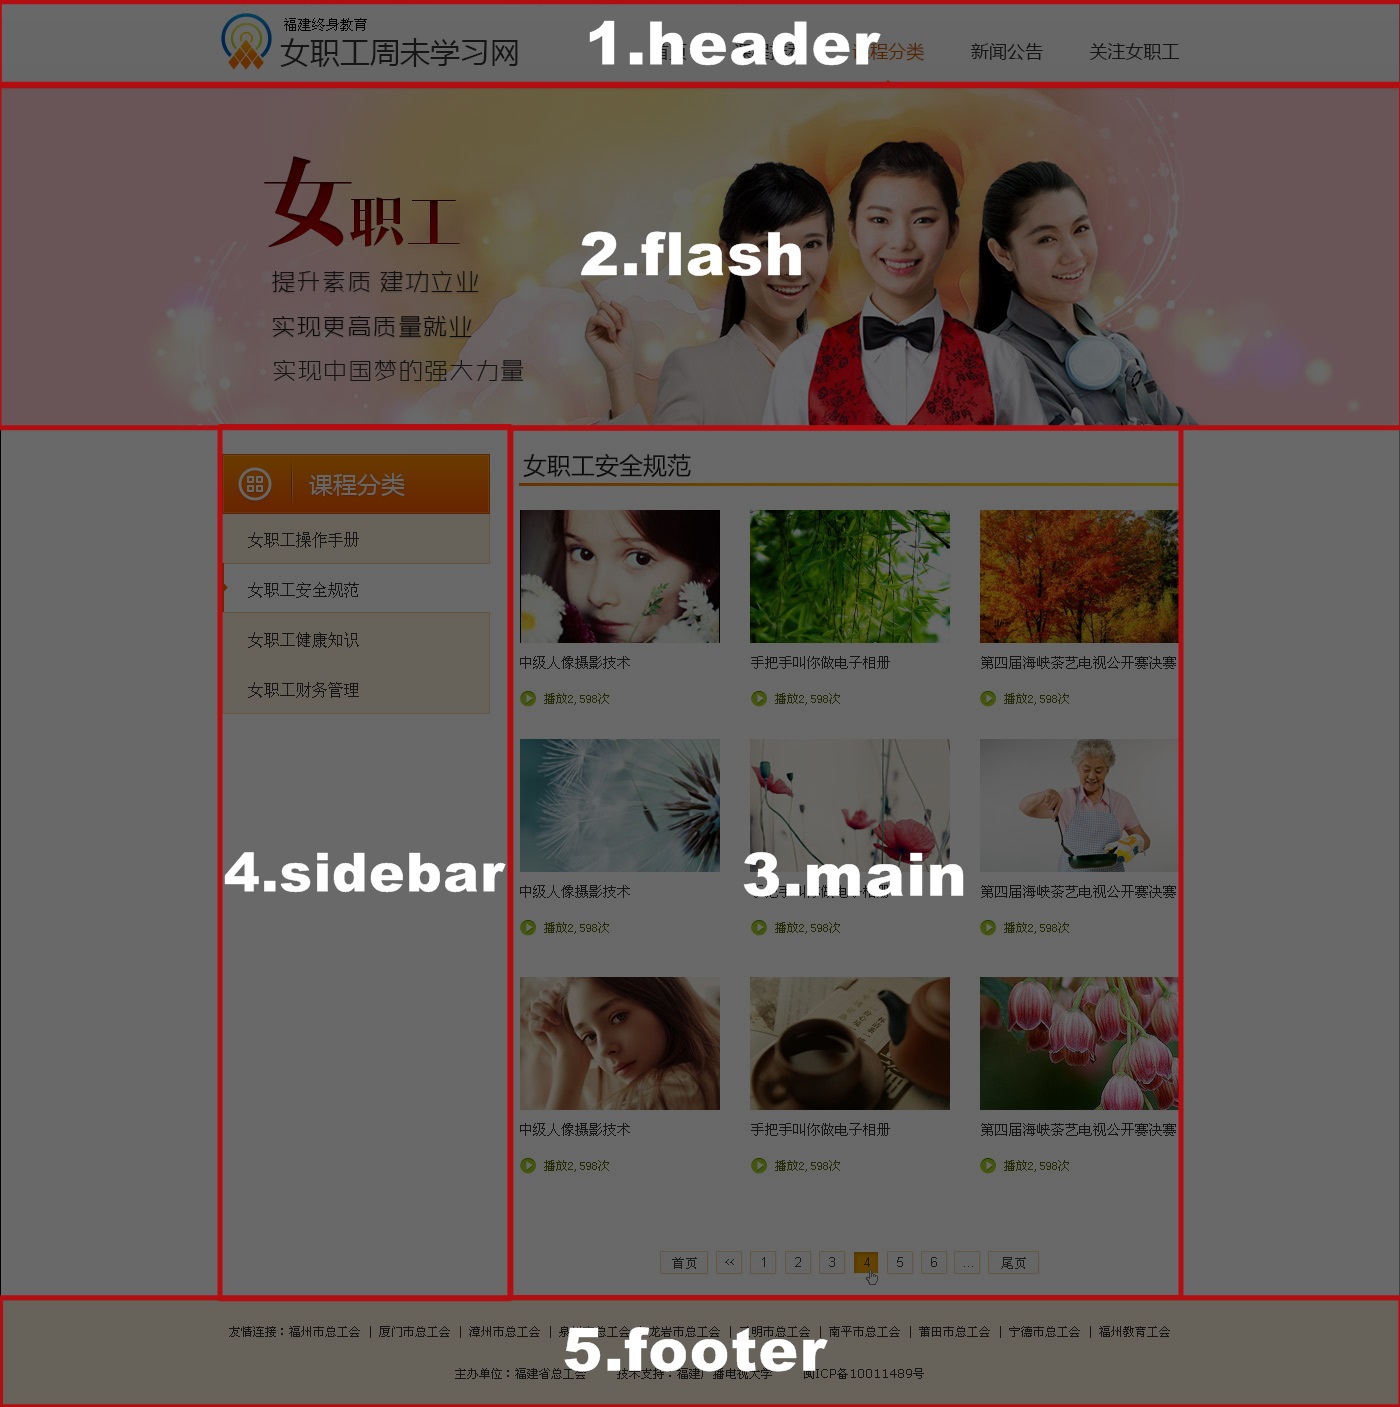 福建终身教育
女职工周末学习网
1.header
程分类
新闻公告
关注女职工
女职工
提升素质 建功立业
实现更高质量就业
实现中国梦的强大力量
2.flash
课程分类
女职工操作手册
女职工安全规范
女职工健康知识
女职工财务管理
4.sidebar
女职工安全规范
中级人像摄影技术
手把手叫你做电子相册
第四届海峡茶艺电视公开赛决赛
播放2,598次
播放2,598次
播放2,598次
3.main
中级人像摄影技术
手把手叫你做电子相册
第四届海峡茶艺电视公开赛决赛
播放2,598次
播放2,598次
播放2,598次
中级人像摄影技术
手把手叫你做电子相册
第四届海峡茶艺电视公开赛决赛
播放2,598次
播放2,598次
播放2,598次
首页 << 1 2 3 4 5 6 ... 尾页
友情连接：福州市总工会 | 厦门市总工会 | 漳州市总工会 | 泉州市总工会 | 龙岩市总工会 | 三明市总工会 | 南平市总工会 | 莆田市总工会 | 宁德市总工会 | 福州教育工会
5.footer
主办单位：福建省总工会 技术支持：福建广播电视大学 闽ICP备10011489号